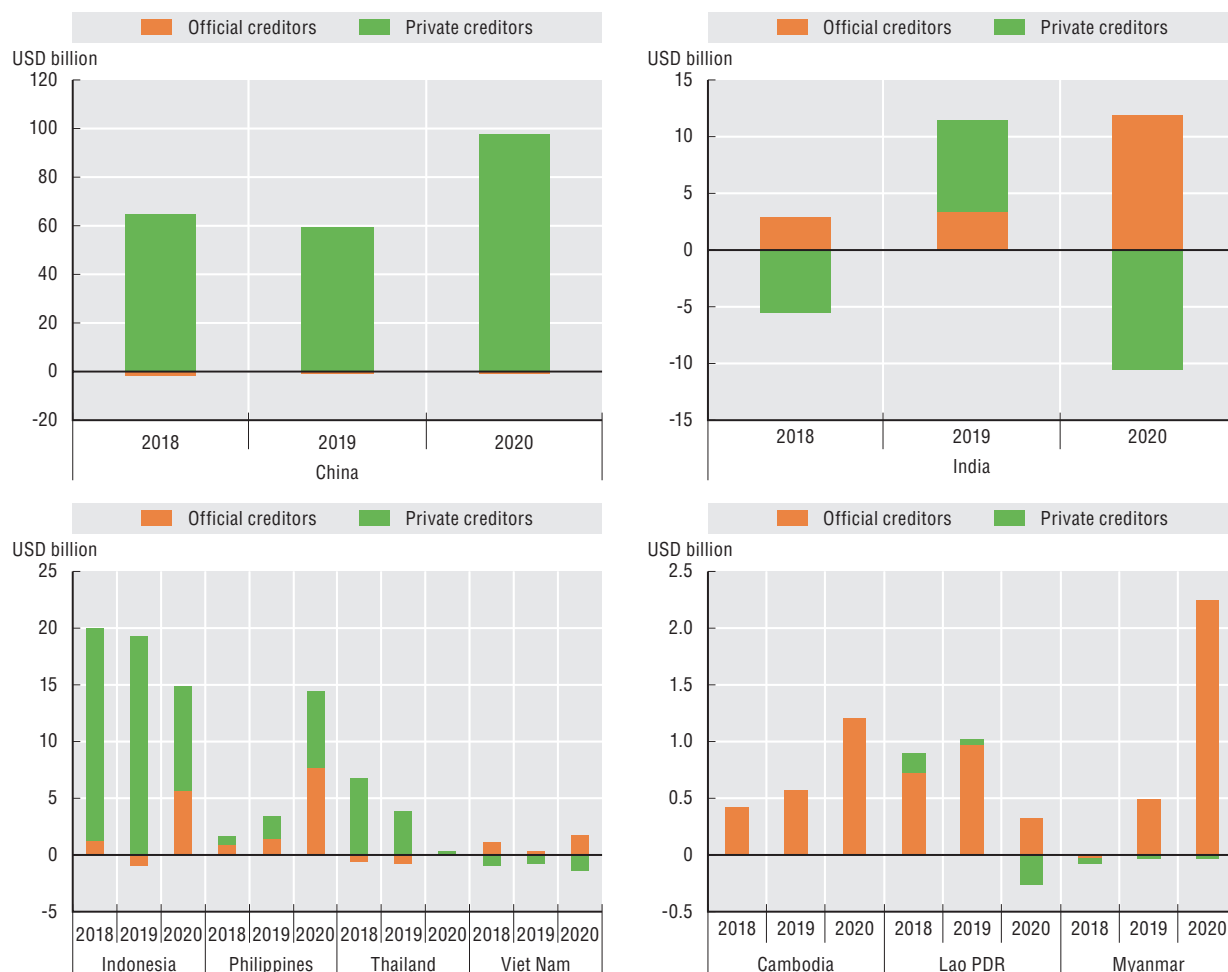 Official creditors Private creditors
USD billion
120
100
80
60
40
20
0
-20
2018 2019 2020
China
Official creditors Private creditors
USD billion
15
10
5
0
-5
-10
-15
2018 2019 2020
India
Official creditors Private creditors
USD billion
25
20
15
10
5
0
-5
2018 2019 2020 2018 2019 2020 2018 2019 2020 2018 2019 2020
Indonesia Philippines Thailand Viet Nam
Official creditors Private creditors
USD billion
2.5
2.0
1.5
1.0
0.5
0
-0.5
2018 2019 2020 2018 2019 2020 2018 2019 2020
Cambodia Lao PDR Myanmar